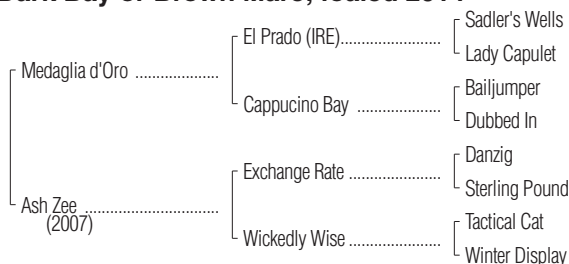 Dark Bay or Brown Mare; foaled
Sadler's Wells
El Prado (IRE).......................
Lady Capulet
Medaglia d'Oro ...................
Bailjumper
Cappucino Bay ...................
Dubbed In
Danzig
Exchange Rate .....................
Sterling Pound
Ash Zee ...............................
(2007)
Tactical Cat
Wickedly Wise .....................
Winter Display